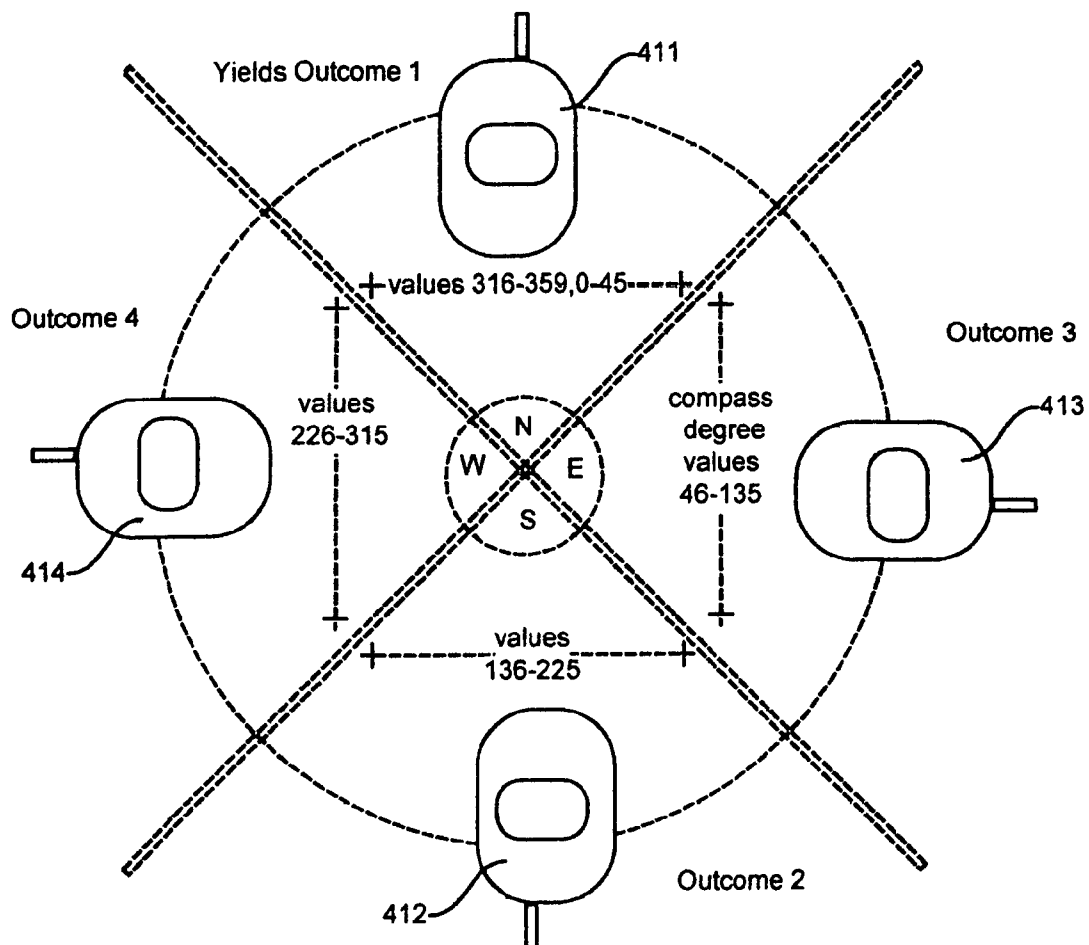 Yields Outcome 1
411
values 316-359,0-45
Outcome 4
Outcome 3
values
226-315
compass
degree
values
46-135
413
N
W
E
S
414
values
136-225
Outcome 2
412